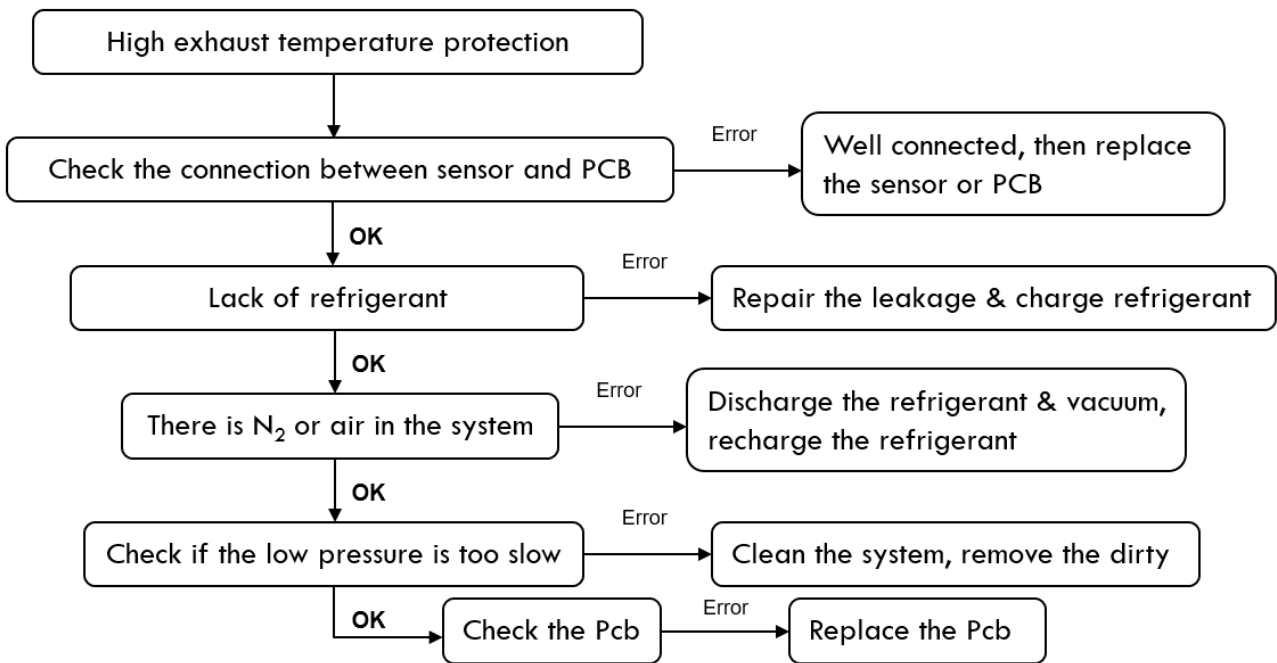 High exhaust temperature protection
Error
Check the connection between sensor and PCB
Well connected, then replace
the sensor or PCB
OK
Error
Lack of refrigerant
Repair the leakage & charge refrigerant
OK
Error
There is N₂ or air in the system
Discharge the refrigerant & vacuum,
recharge the refrigerant
OK
Error
Check if the low pressure is too slow
Clean the system, remove the dirty
OK
Check the Pcb
Error
Replace the Pcb